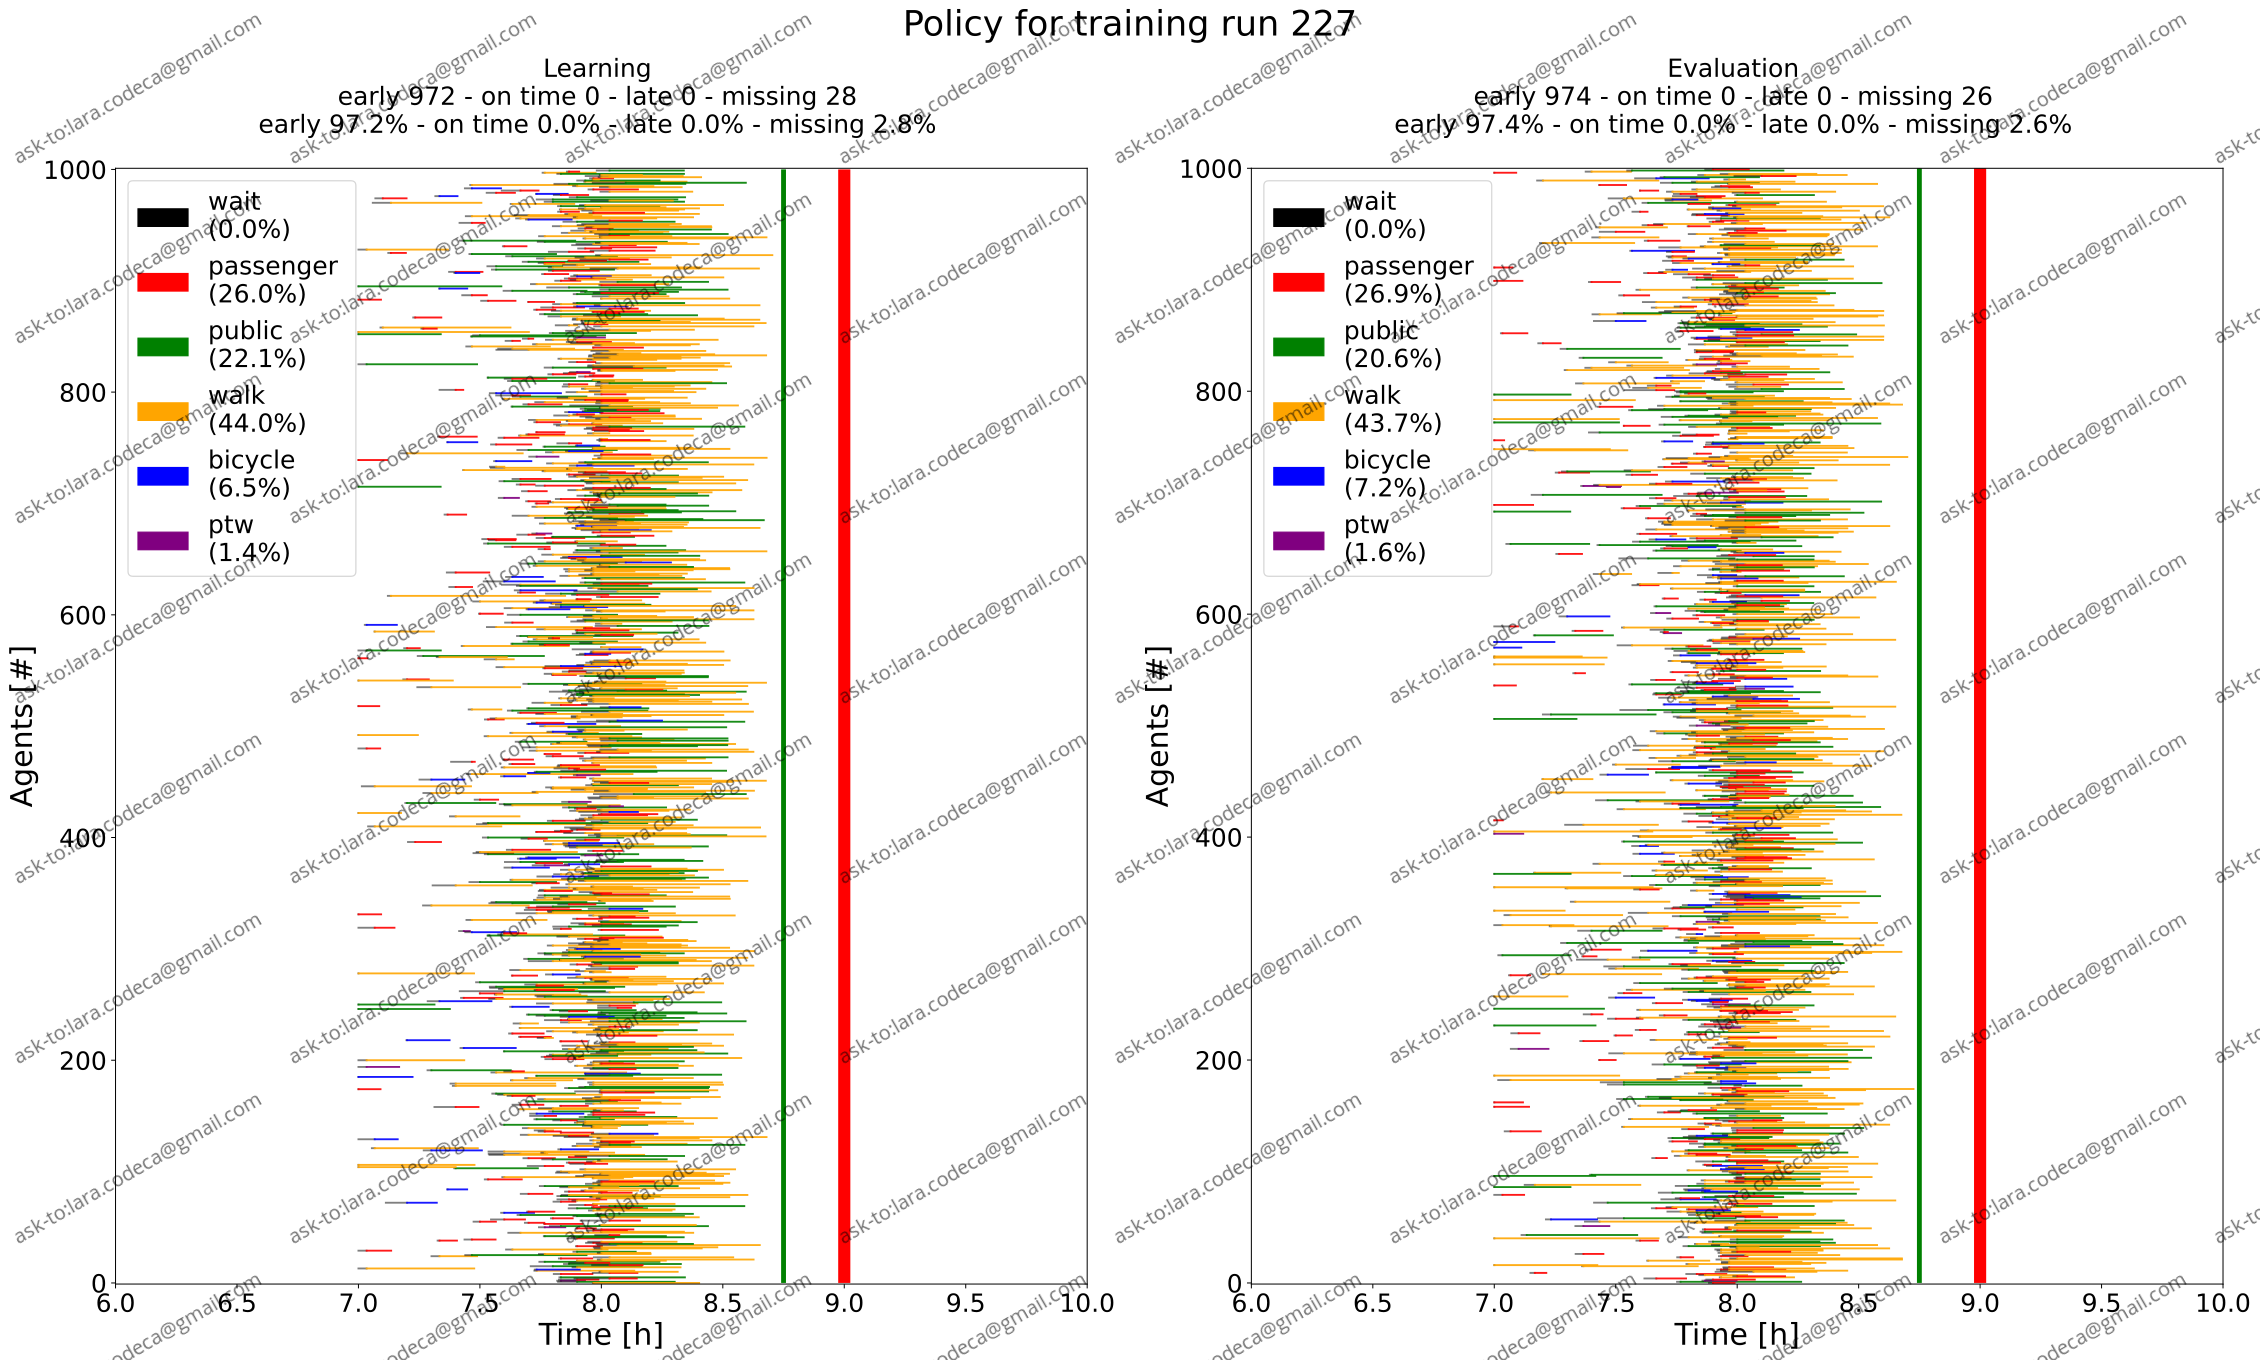 Policy for training run 227
Learning
early 972 - on time 0 - late 0 - missing 28
early 97.2% - on time 0.0% - late 0.0% - missing 2.8%
1000
800
600
400
200
0
Agents [#]
wait
(0.0%)
passenger
(26.0%)
public
(22.1%)
walk
(44.0%)
bicycle
(6.5%)
ptw
(1.4%)
6.0 6.5 7.0 7.5 8.0 8.5 9.0 9.5 10.0
Time [h]
Evaluation
early 974 - on time 0 - late 0 - missing 26
early 97.4% - on time 0.0% - late 0.0% - missing 2.6%
1000
800
600
400
200
0
Agents [#]
wait
(0.0%)
passenger
(26.9%)
public
(20.6%)
walk
(43.7%)
bicycle
(7.2%)
ptw
(1.6%)
6.0 6.5 7.0 7.5 8.0 8.5 9.0 9.5 10.0
Time [h]
ask-to:lara.codeca@gmail.com